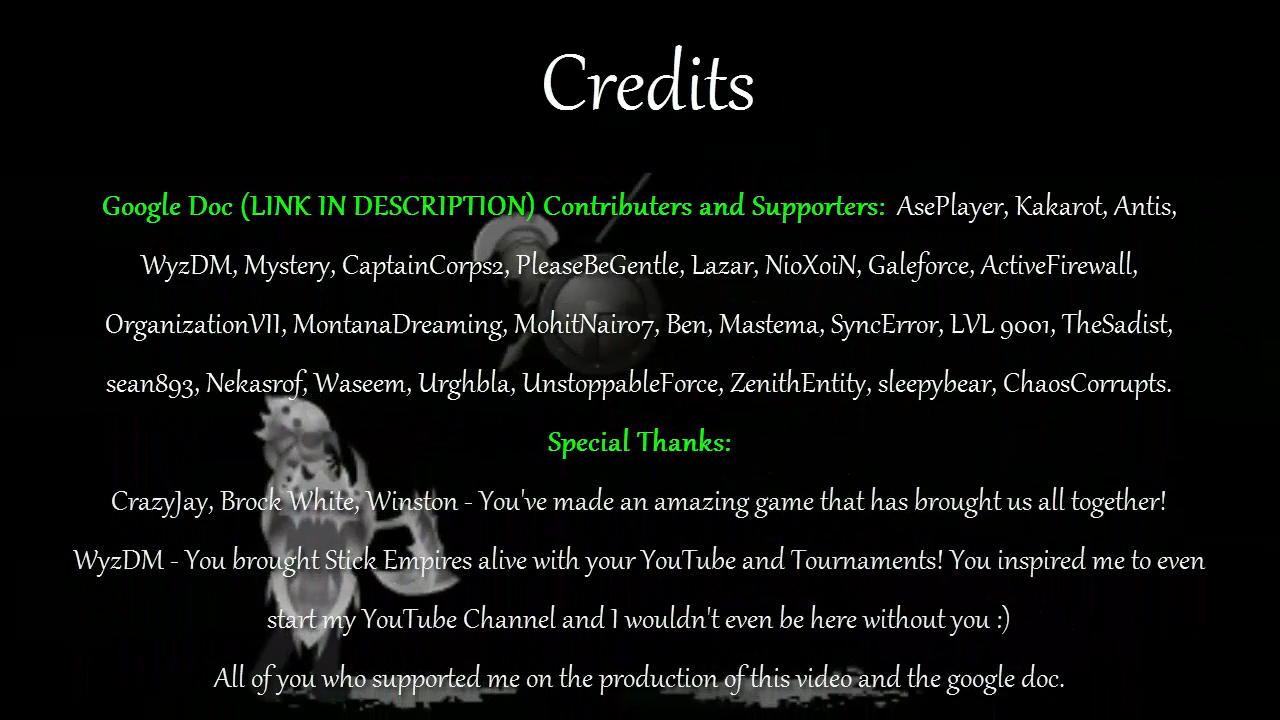 Credits
Google Doc (LINK IN DESCRIPTION) Contributers and Supporters: AsePlayer, Kakarot, Antis,
WyzDM, Mystery, CaptainCorps2, PleaseBeGentle, Lazar, NioXoiN, Galeforce, ActiveFirewall,
OrganizationVII, MontanaDreaming, MohitNair07, Ben, Mastema, SyncError, LVL 9001, TheSadist,
sean893, Nekasrof, Waseem, Urghbla, UnstoppableForce, ZenithEntity, sleepybear, ChaosCorrupts.
Special Thanks:
CrazyJay, Brock White, Winston - You've made an amazing game that has brought us all together!
WyzDM - You brought Stick Empires alive with your YouTube and Tournaments! You inspired me to even
start my YouTube Channel and I wouldn't even be here without you :)
All of you who supported me on the production of this video and the google doc.